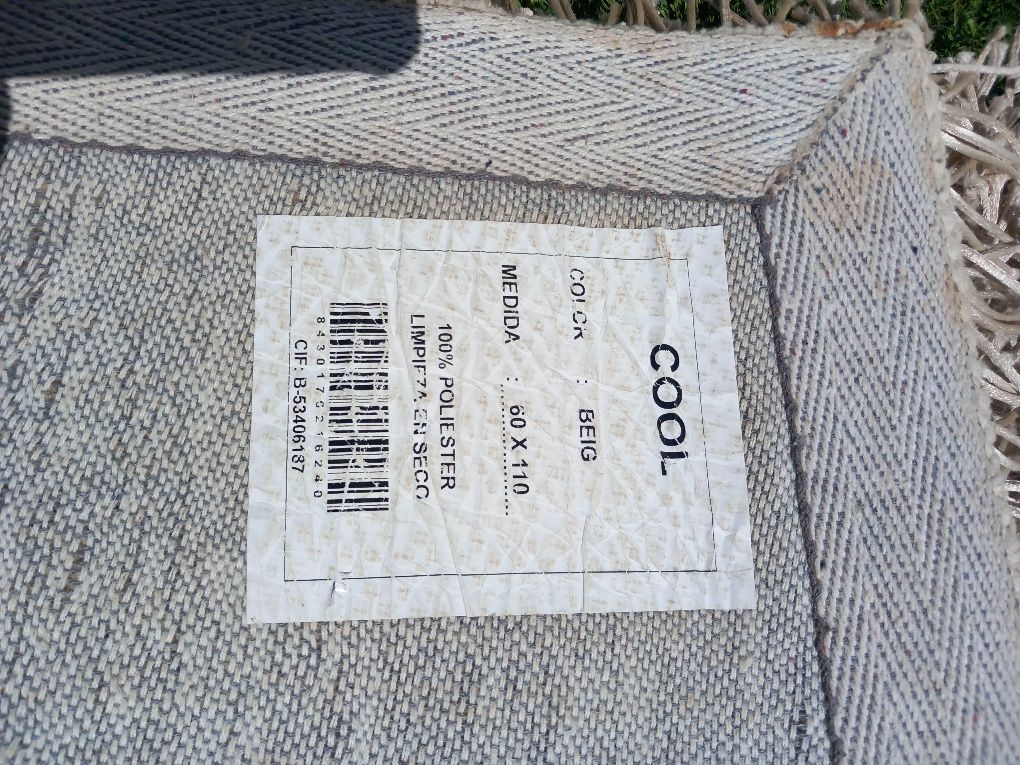 COOL
COLOR : BEIG
MEDIDA : 60 X 110
100% POLIESTER
LIMPIEZA EN SECO
8430175216240
CIF: B-53406187